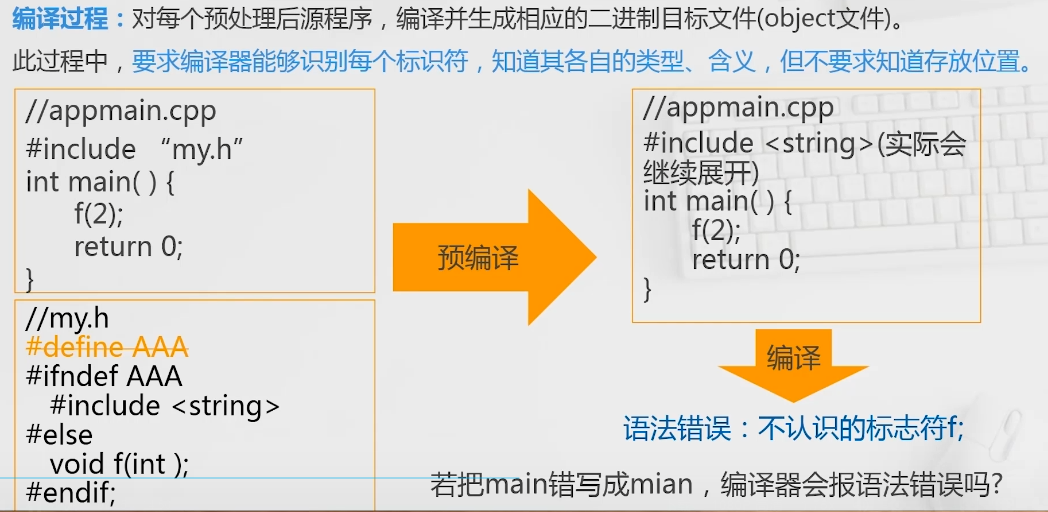 编译过程：对每个预处理后源程序，编译并生成相应的二进制目标文件(object文件)。
此过程中，要求编译器能够识别每个标识符，知道其各自的类型、含义，但不要求知道存放位置。
//appmain.cpp
#include “my.h”
int main( ) {
f(2);
return 0;
}
//my.h
#define AAA
#ifndef AAA
#include <string>
#else
void f(int );
#endif;
预编译
//appmain.cpp
#include <string>(实际会
继续展开)
int main( ) {
f(2);
return 0;
}
编译
语法错误：不认识的标志符f;
若把main错写成mian，编译器会报语法错误吗?